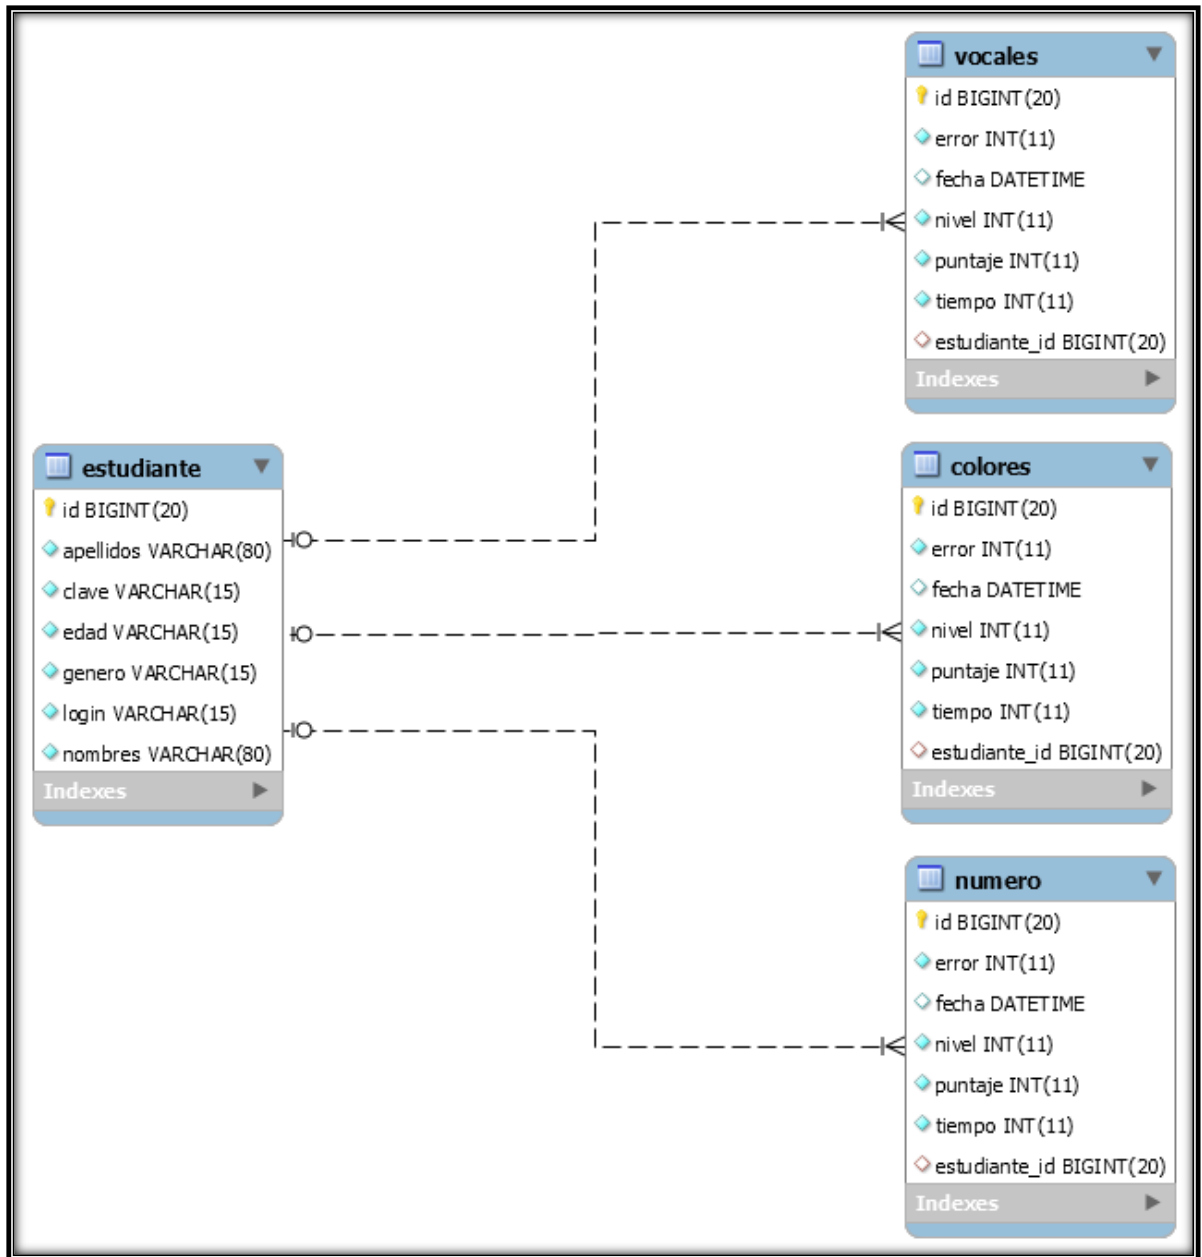 vocales
id BIGINT(20)
error INT(11)
fecha DATETIME
nivel INT(11)
puntaje INT(11)
tiempo INT(11)
estudiante_id BIGINT(20)
Indexes
estudiante
id BIGINT(20)
apellidos VARCHAR(80)
clave VARCHAR(15)
edad VARCHAR(15)
genero VARCHAR(15)
login VARCHAR(15)
nombres VARCHAR(80)
Indexes
colores
id BIGINT(20)
error INT(11)
fecha DATETIME
nivel INT(11)
puntaje INT(11)
tiempo INT(11)
estudiante_id BIGINT(20)
Indexes
numero
id BIGINT(20)
error INT(11)
fecha DATETIME
nivel INT(11)
puntaje INT(11)
tiempo INT(11)
estudiante_id BIGINT(20)
Indexes